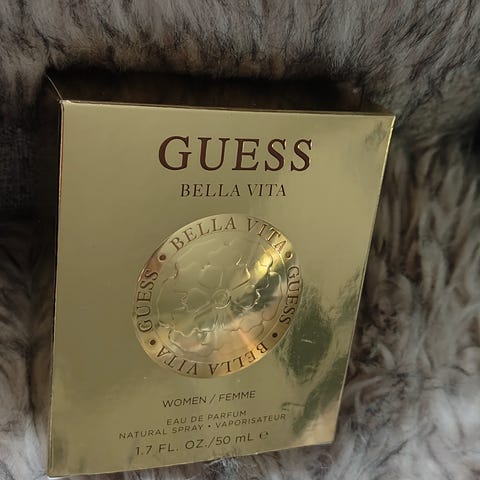 GUESS
BELLA VITA
• BELLA VITA • GUESS • BELLA VITA • GUESS
WOMEN / FEMME
EAU DE PARFUM
NATURAL SPRAY • VAPORISATEUR
1.7 FL. OZ./50 mL ℮